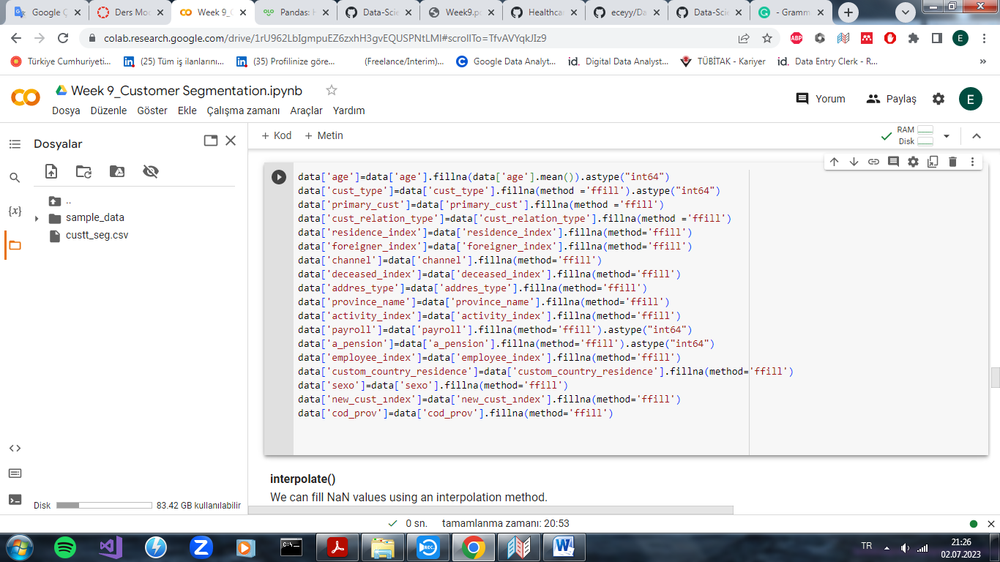 Google Ç
Ders Mod
Week 9_C
Pandas: H
Data-Scie
Week9.pd
Healthcar
eceyy/Da
Data-Scie
- Gramm
colab.research.google.com/drive/1rU962LbIgmpuEZ6zxhH3gvEQUSPNtLMI#scrollTo=TfvAVYqkJIz9
Türkiye Cumhuriyeti...
(25) Tüm iş ilanlarını...
(35) Profilinize göre...
(Freelance/Interim)...
Google Data Analyt...
Digital Data Analyst...
TÜBİTAK - Kariyer
Data Entry Clerk - R...
Week 9_Customer Segmentation.ipynb
Yorum
Paylaş
E
Dosya Düzenle Göster Ekle Çalışma zamanı Araçlar Yardım
Dosyalar
+ Kod + Metin
RAM
Disk
..
sample_data
custt_seg.csv
data['age']=data['age'].fillna(data['age'].mean()).astype("int64")
data['cust_type']=data['cust_type'].fillna(method ='ffill').astype("int64")
data['primary_cust']=data['primary_cust'].fillna(method ='ffill')
data['cust_relation_type']=data['cust_relation_type'].fillna(method ='ffill')
data['residence_index']=data['residence_index'].fillna(method='ffill')
data['foreigner_index']=data['foreigner_index'].fillna(method='ffill')
data['channel']=data['channel'].fillna(method='ffill')
data['deceased_index']=data['deceased_index'].fillna(method='ffill')
data['addres_type']=data['addres_type'].fillna(method='ffill')
data['province_name']=data['province_name'].fillna(method='ffill')
data['activity_index']=data['activity_index'].fillna(method='ffill')
data['payroll']=data['payroll'].fillna(method='ffill').astype("int64")
data['a_pension']=data['a_pension'].fillna(method='ffill').astype("int64")
data['employee_index']=data['employee_index'].fillna(method='ffill')
data['custom_country_residence']=data['custom_country_residence'].fillna(method='ffill')
data['sexo']=data['sexo'].fillna(method='ffill')
data['new_cust_ındex']=data['new_cust_ındex'].fillna(method='ffill')
data['cod_prov']=data['cod_prov'].fillna(method='ffill')
interpolate()
We can fill NaN values using an interpolation method.
Disk
83.42 GB kullanılabilir
0 sn. tamamlanma zamanı: 20:53
TR
21:26
02.07.2023